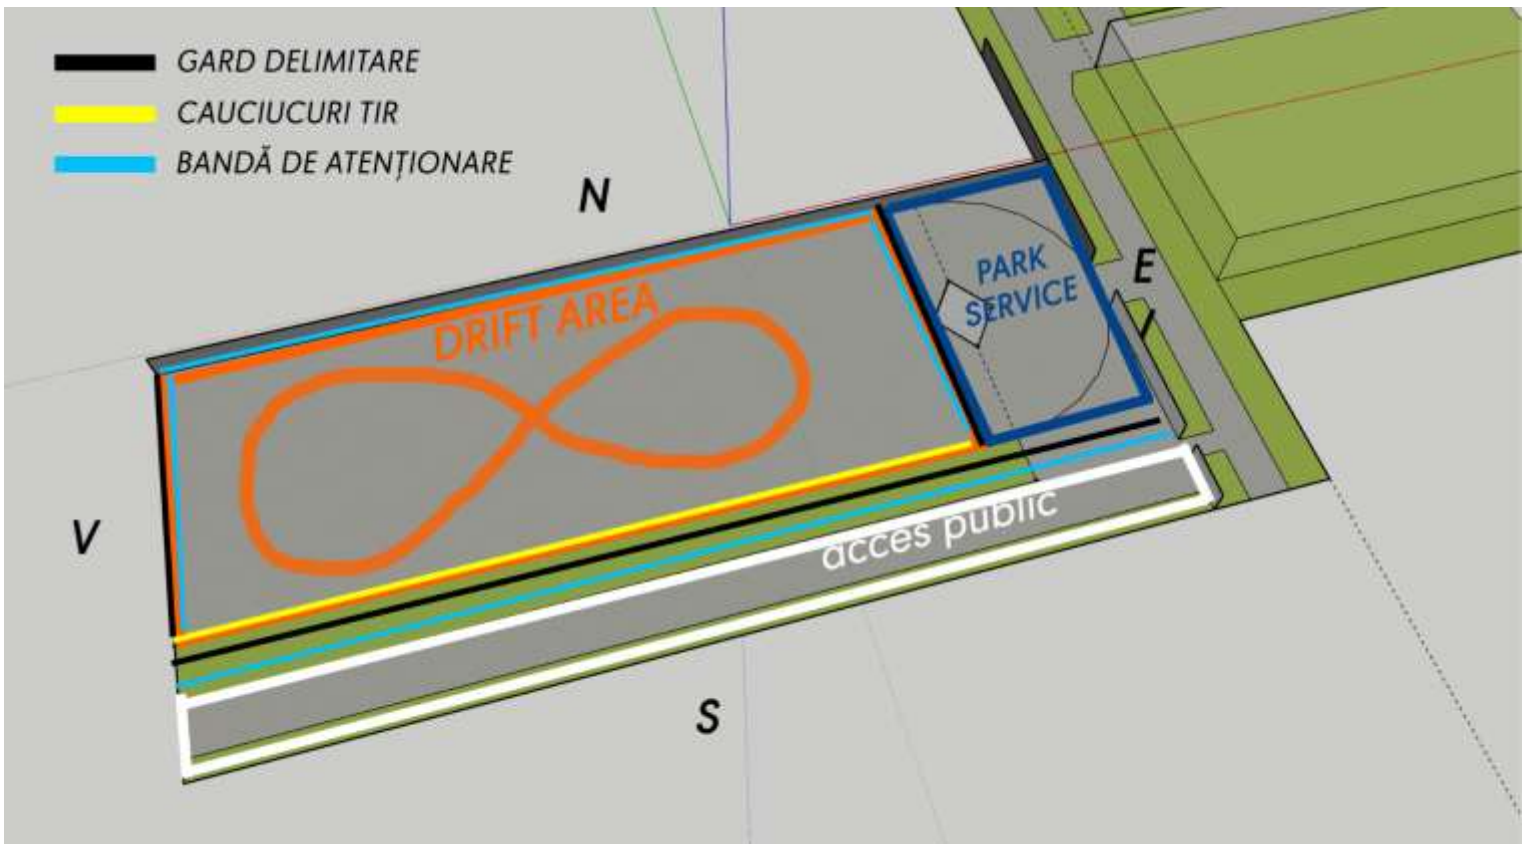 GARD DELIMITARE
CAUCIUCURI TIR
BANDĂ DE ATENȚIONARE
N
DRIFT AREA
PARK
SERVICE
E
V
acces public
S